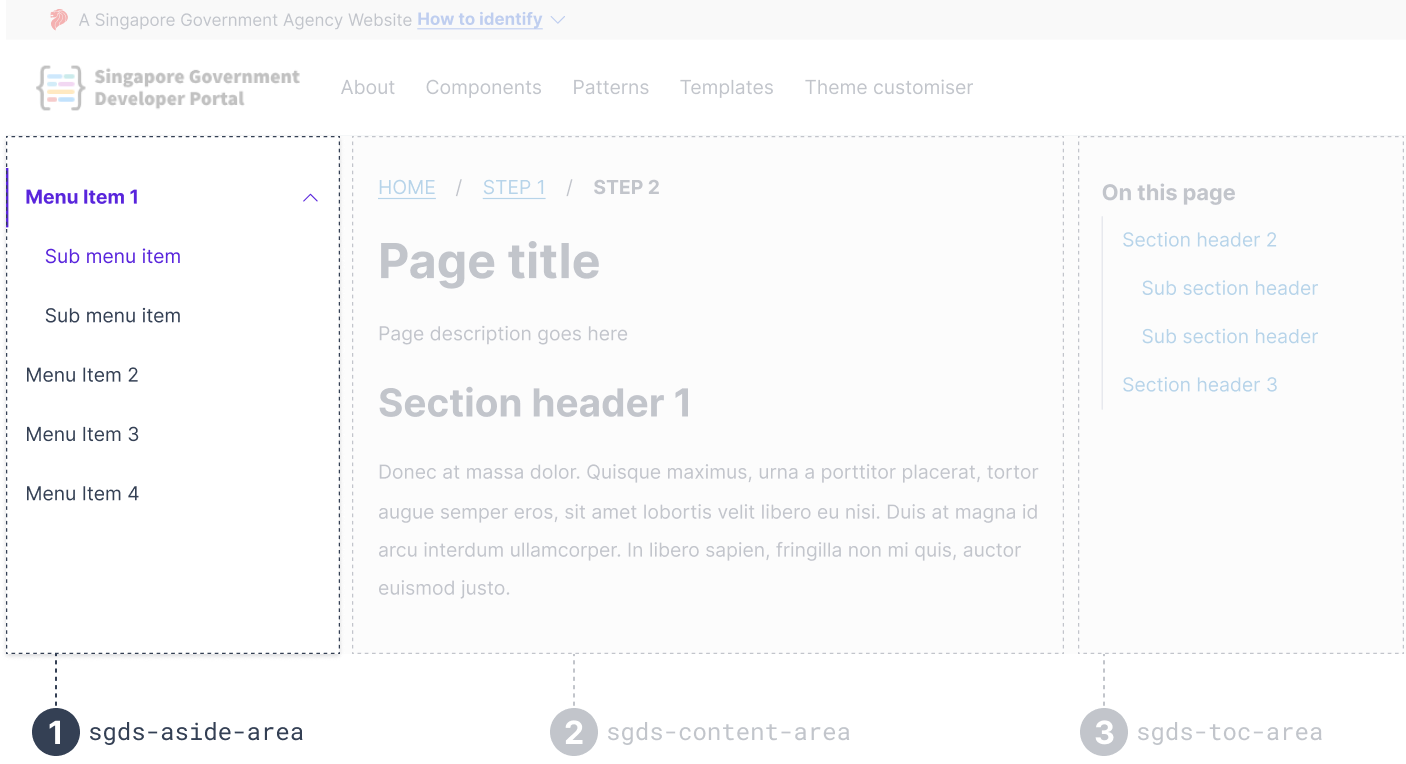 A Singapore Government Agency Website How to identify
Singapore Government
Developer Portal
About Components Patterns Templates Theme customiser
Menu Item 1
Sub menu item
Sub menu item
Menu Item 2
Menu Item 3
Menu Item 4
HOME / STEP 1 / STEP 2
Page title
Page description goes here
Section header 1
Donec at massa dolor. Quisque maximus, urna a porttitor placerat, tortor
augue semper eros, sit amet lobortis velit libero eu nisi. Duis at magna id
arcu interdum ullamcorper. In libero sapien, fringilla non mi quis, auctor
euismod justo.
On this page
Section header 2
Sub section header
Sub section header
Section header 3
1 sgds-aside-area
2 sgds-content-area
3 sgds-toc-area